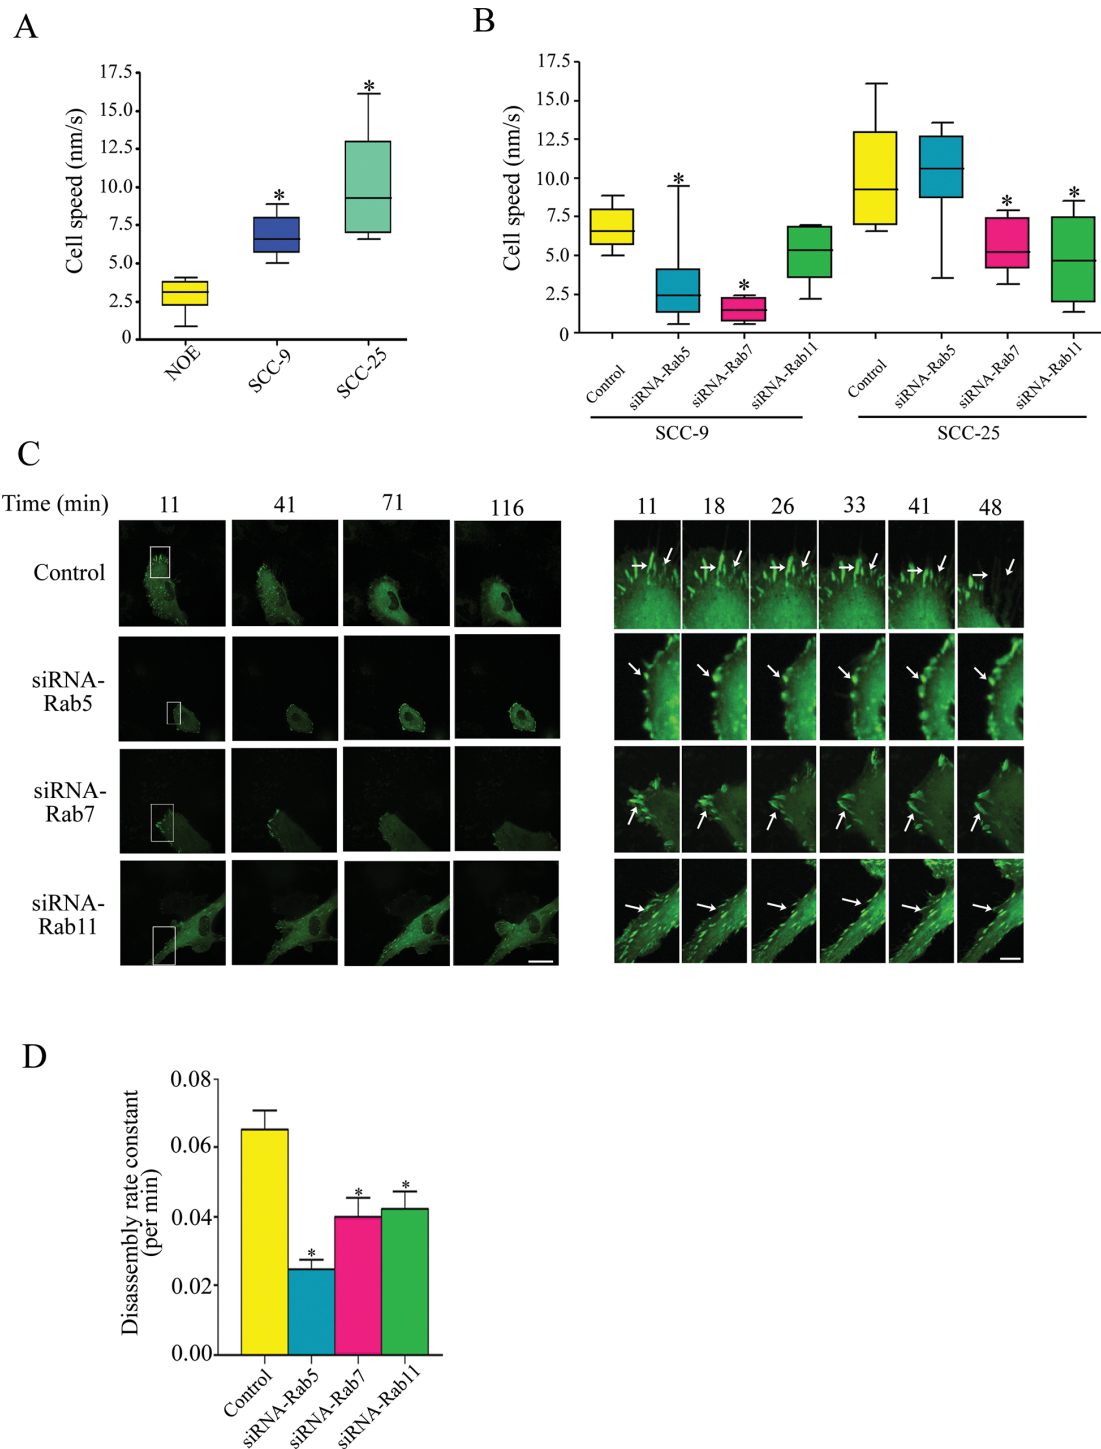 A
B
17.5
15.0
12.5
10.0
7.5
5.0
2.5
0
Cell speed (nm/s)
*
*
NOE
SCC-9
SCC-25
17.5
15.0
12.5
10.0
7.5
5.0
2.5
0
Cell speed (nm/s)
*
*
*
*
Control
siRNA-Rab5
siRNA-Rab7
siRNA-Rab11
Control
siRNA-Rab5
siRNA-Rab7
siRNA-Rab11
SCC-9
SCC-25
C
Time (min) 11 41 71 116
11 18 26 33 41 48
Control
siRNA-
Rab5
siRNA-
Rab7
siRNA-
Rab11
D
0.08
0.06
0.04
0.02
0.00
Disassembly rate constant
(per min)
*
*
*
Control
siRNA-Rab5
siRNA-Rab7
siRNA-Rab11